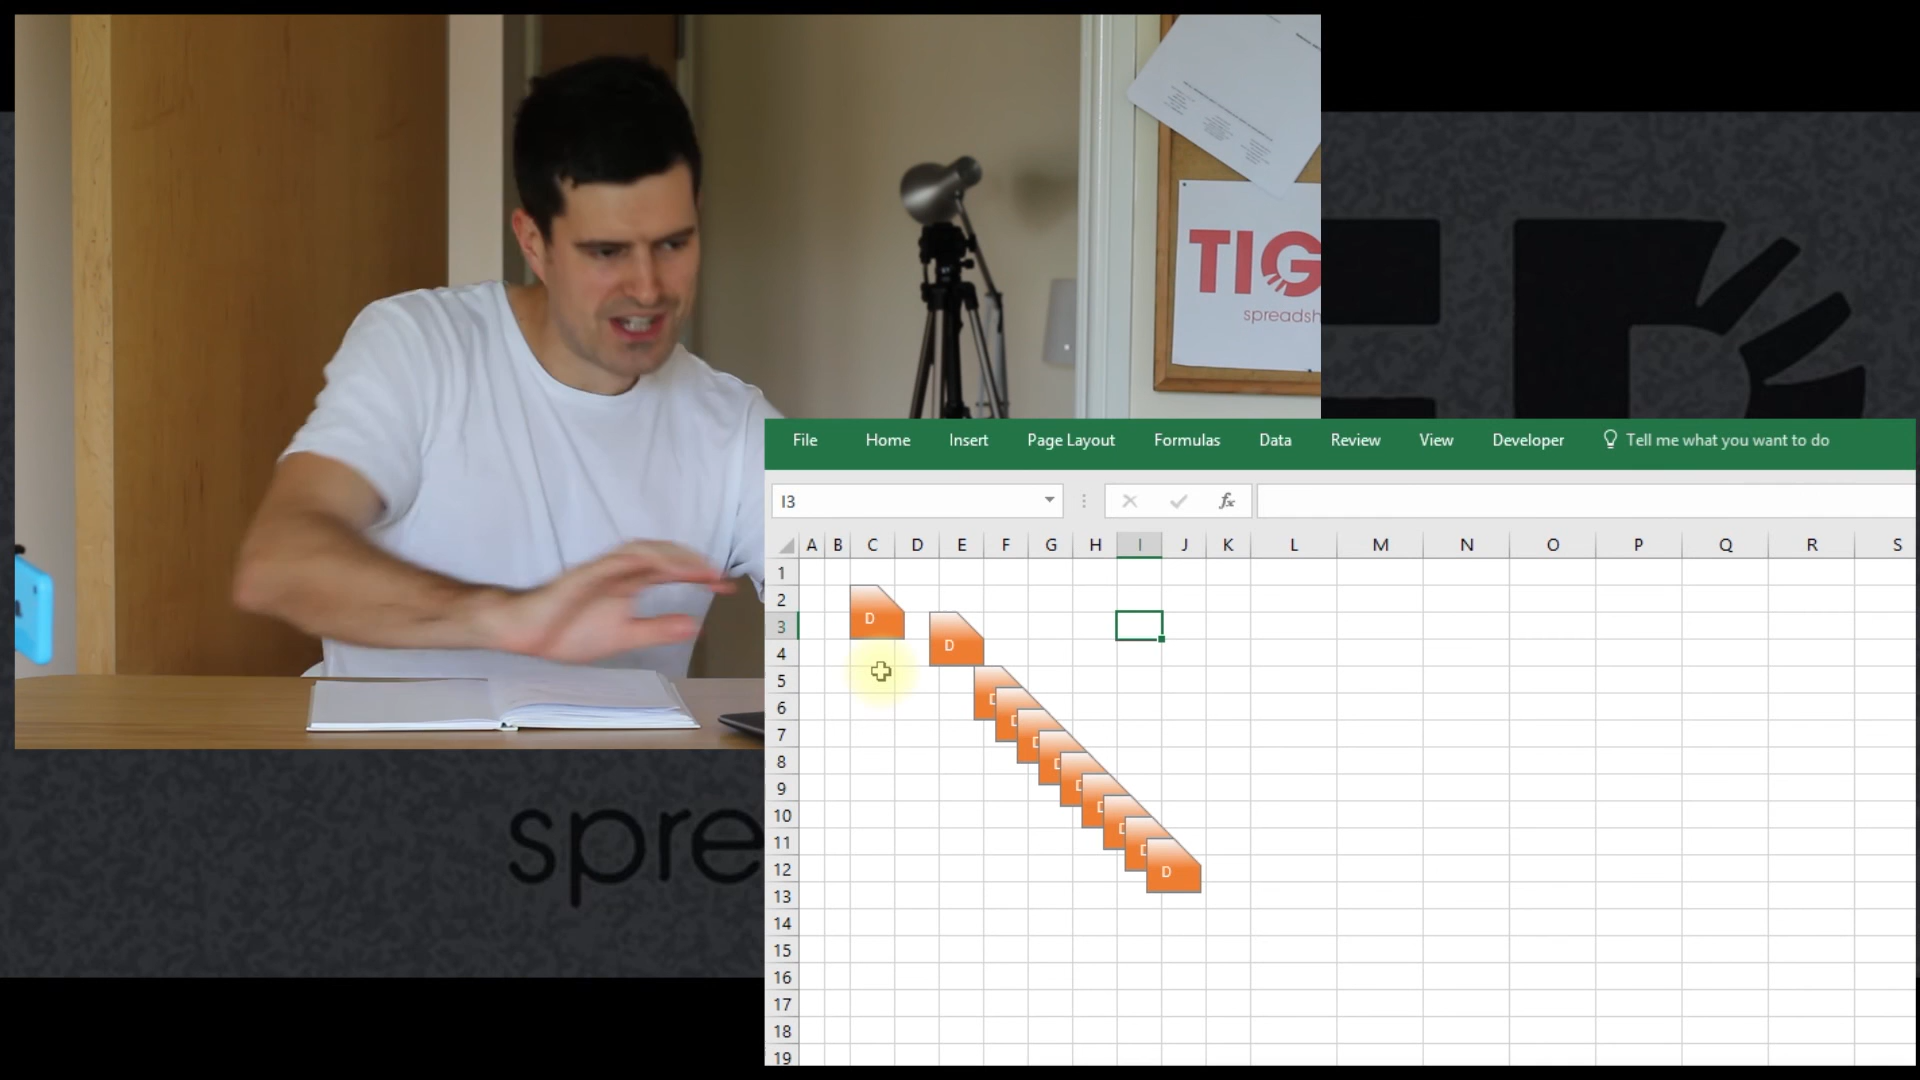 TIG
spreadsh
ED
spre
File Home Insert Page Layout Formulas Data Review View Developer Tell me what you want to do
I3 fx
A B C D E F G H I J K L M N O P Q R S
1
2
D
3
D
4
5
D
6
D
7
D
8
D
9
D
10
D
11
D
D
12
D
13
14
15
16
17
18
19